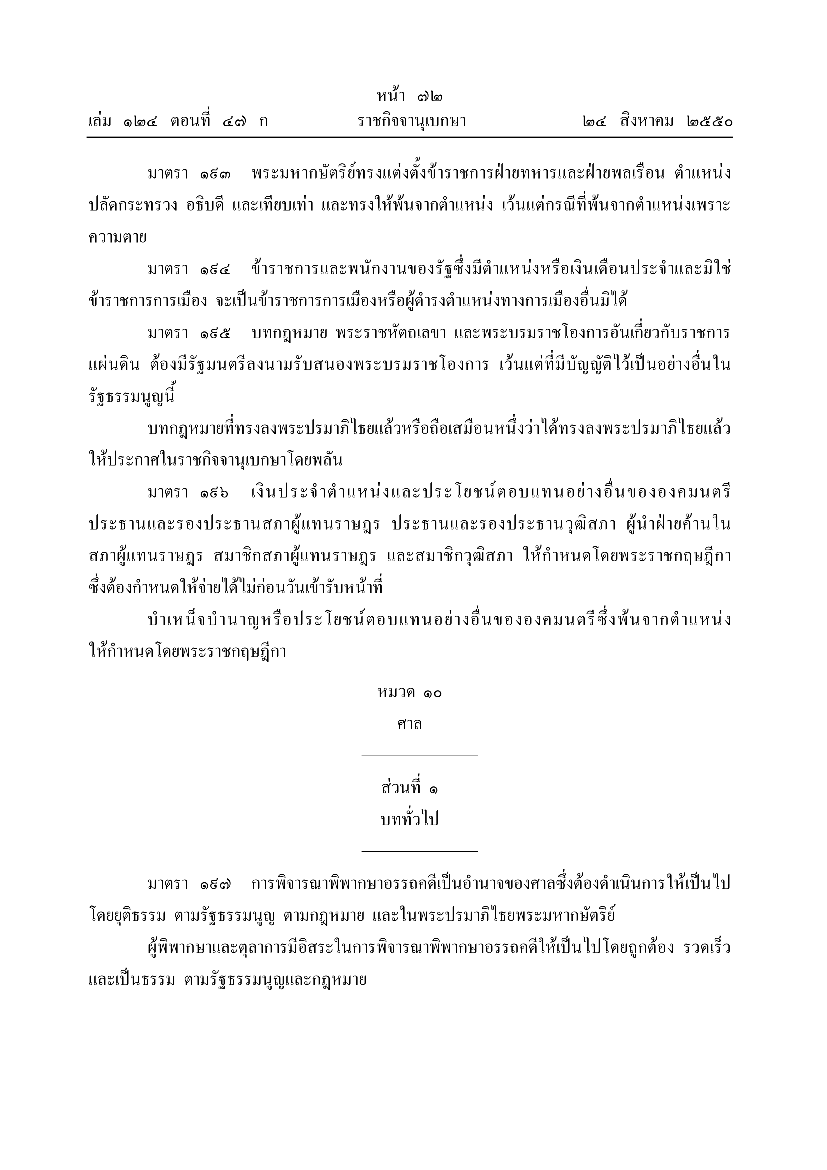 หน้า ๗๒
เล่ม ๑๒๔ ตอนที่ ๔๗ ก ราชกิจจานุเบกษา ๒๔ สิงหาคม ๒๕๕๐
มาตรา ๑๙๓ พระมหากษัตริย์ทรงแต่งตั้งข้าราชการฝ่ายทหารและฝ่ายพลเรือน ตำแหน่ง
ปลัดกระทรวง อธิบดี และเทียบเท่า และทรงให้พ้นจากตำแหน่ง เว้นแต่กรณีที่พ้นจากตำแหน่งเพราะ
ความตาย
มาตรา ๑๙๔ ข้าราชการและพนักงานของรัฐซึ่งมีตำแหน่งหรือเงินเดือนประจำและมิใช่
ข้าราชการการเมือง จะเป็นข้าราชการการเมืองหรือผู้ดำรงตำแหน่งทางการเมืองอื่นมิได้
มาตรา ๑๙๕ บทกฎหมาย พระราชหัตถเลขา และพระบรมราชโองการอันเกี่ยวกับราชการ
แผ่นดิน ต้องมีรัฐมนตรีลงนามรับสนองพระบรมราชโองการ เว้นแต่ที่มีบัญญัติไว้เป็นอย่างอื่นใน
รัฐธรรมนูญนี้
บทกฎหมายที่ทรงลงพระปรมาภิไธยแล้วหรือถือเสมือนหนึ่งว่าได้ทรงลงพระปรมาภิไธยแล้ว
ให้ประกาศในราชกิจจานุเบกษาโดยพลัน
มาตรา ๑๙๖ เงินประจำตำแหน่งและประโยชน์ตอบแทนอย่างอื่นขององคมนตรี
ประธานและรองประธานสภาผู้แทนราษฎร ประธานและรองประธานวุฒิสภา ผู้นำฝ่ายค้านใน
สภาผู้แทนราษฎร สมาชิกสภาผู้แทนราษฎร และสมาชิกวุฒิสภา ให้กำหนดโดยพระราชกฤษฎีกา
ซึ่งต้องกำหนดให้จ่ายได้ไม่ก่อนวันเข้ารับหน้าที่
บำเหน็จบำนาญหรือประโยชน์ตอบแทนอย่างอื่นขององคมนตรีซึ่งพ้นจากตำแหน่ง
ให้กำหนดโดยพระราชกฤษฎีกา
หมวด ๑๐
ศาล
ส่วนที่ ๑
บททั่วไป
มาตรา ๑๙๗ การพิจารณาพิพากษาอรรถคดีเป็นอำนาจของศาลซึ่งต้องดำเนินการให้เป็นไป
โดยยุติธรรม ตามรัฐธรรมนูญ ตามกฎหมาย และในพระปรมาภิไธยพระมหากษัตริย์
ผู้พิพากษาและตุลาการมีอิสระในการพิจารณาพิพากษาอรรถคดีให้เป็นไปโดยถูกต้อง รวดเร็ว
และเป็นธรรม ตามรัฐธรรมนูญและกฎหมาย